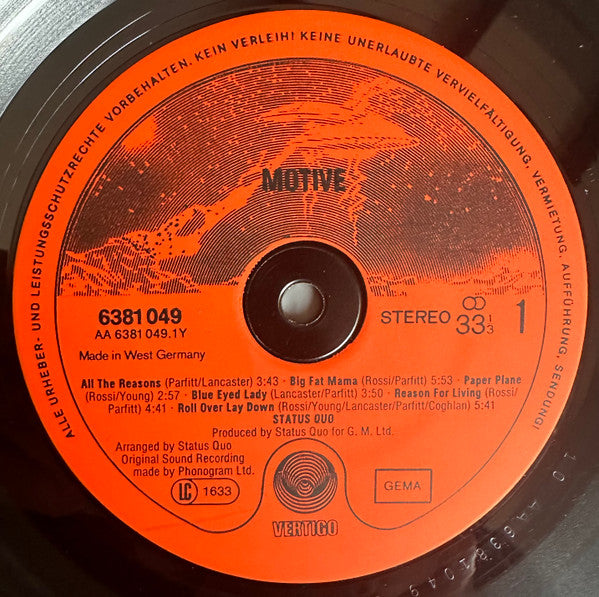 ALLE URHEBER- UND LEISTUNGSSCHUTZRECHTE VORBEHALTEN. KEIN VERLEIH! KEINE UNERLAUBTE VERVIELFÄLTIGUNG, VERMIETUNG, AUFFÜHRUNG, SENDUNG!
MOTIVE
6381 049
AA 6381 049.1Y
Made in West Germany
STEREO 33 1/3 1
All The Reasons (Parfitt/Lancaster) 3:43 · Big Fat Mama (Rossi/Parfitt) 5:53 · Paper Plane
(Rossi/Young) 2:57 · Blue Eyed Lady (Lancaster/Parfitt) 3:50 · Reason For Living (Rossi/
Parfitt) 4:41 · Roll Over Lay Down (Rossi/Young/Lancaster/Parfitt/Coghlan) 5:41
STATUS QUO
Produced by Status Quo for G. M. Ltd.
Arranged by Status Quo
Original Sound Recording
made by Phonogram Ltd.
LC 1633
GEMA
VERTIGO
10 AA6381049